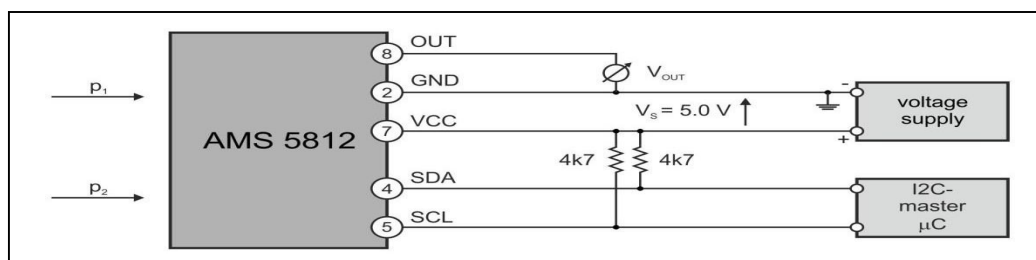 OUT
8
p₁
GND
2
V_OUT
-
V_S = 5.0 V
voltage
supply
VCC
7
+
AMS 5812
4k7
4k7
p₂
SDA
4
I2C-
master
µC
SCL
5